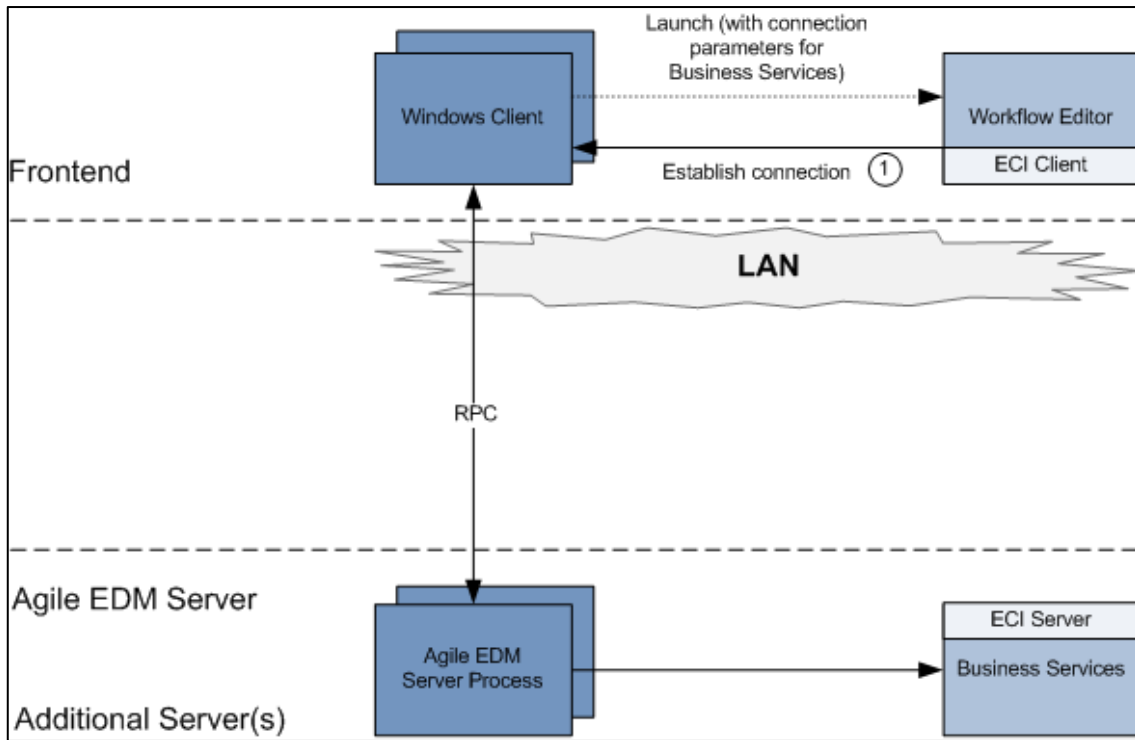 Launch (with connection
parameters for
Business Services)
Windows Client
Workflow Editor
Frontend
Establish connection
1
ECI Client
LAN
RPC
Agile EDM Server
ECI Server
Agile EDM
Server Process
Business Services
Additional Server(s)